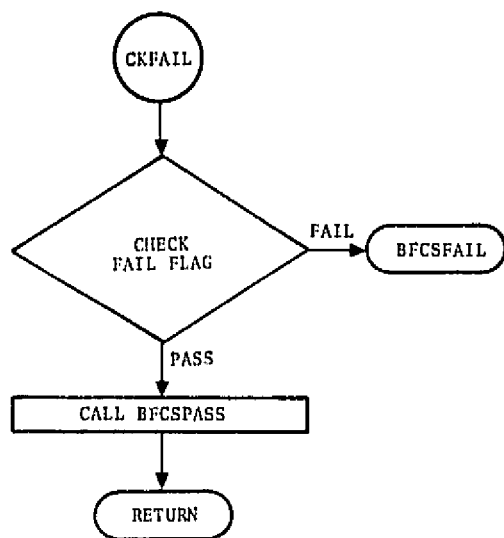 CKFAIL
CHECK
FAIL FLAG
FAIL
BFCSFAIL
PASS
CALL BFCSPASS
RETURN